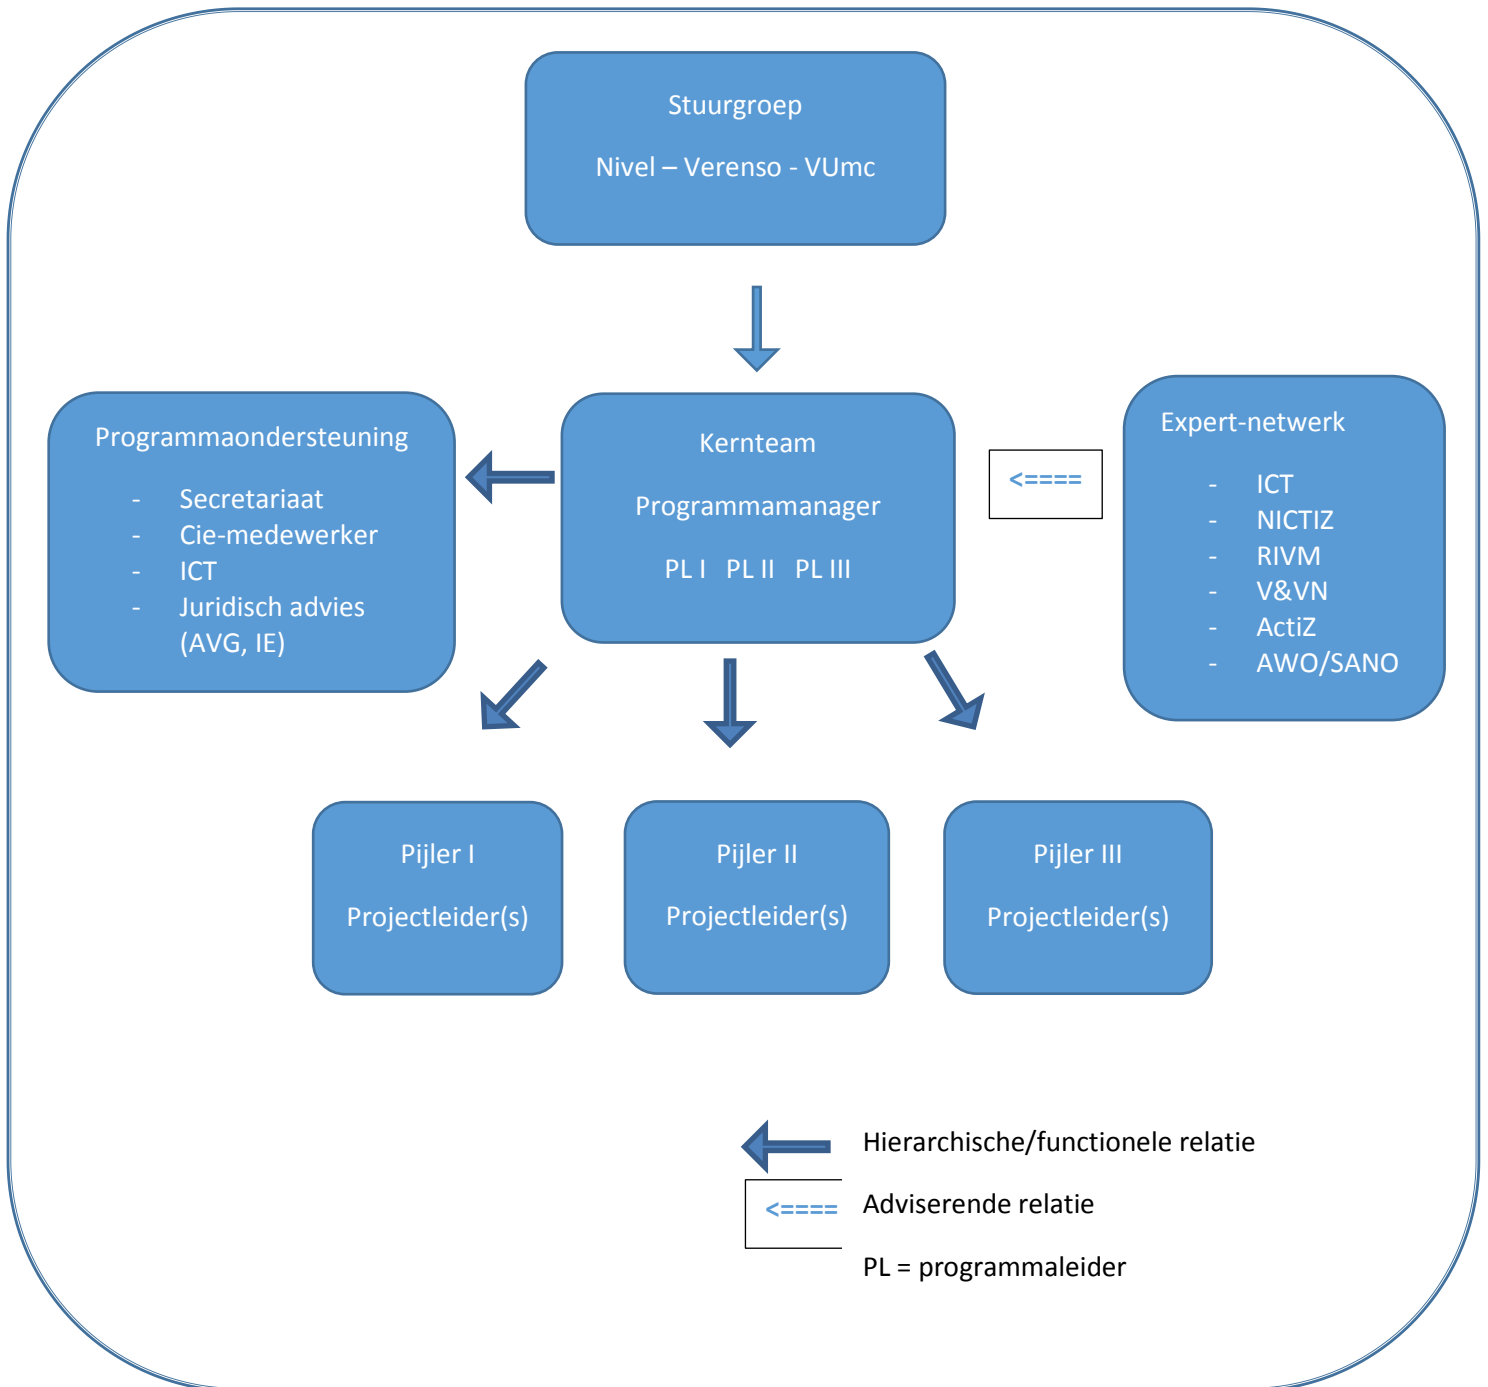 Stuurgroep
Nivel – Verenso - VUmc
Programmaondersteuning
- Secretariaat
- Cie-medewerker
- ICT
- Juridisch advies
(AVG, IE)
Kernteam
Programmamanager
PL I PL II PL III
<====
Expert-netwerk
- ICT
- NICTIZ
- RIVM
- V&VN
- ActiZ
- AWO/SANO
Pijler I
Projectleider(s)
Pijler II
Projectleider(s)
Pijler III
Projectleider(s)
Hierarchische/functionele relatie
<==== Adviserende relatie
PL = programmaleider